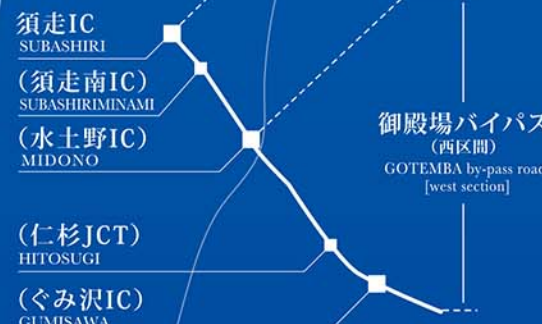 須走IC
SUBASHIRI
(須走南IC)
SUBASHIRIMINAMI
(水土野IC)
MIDONO
御殿場バイパス
(西区間)
GOTEMBA by-pass road
[west section]
(仁杉JCT)
HITOSUGI
(ぐみ沢IC)
GUMISAWA